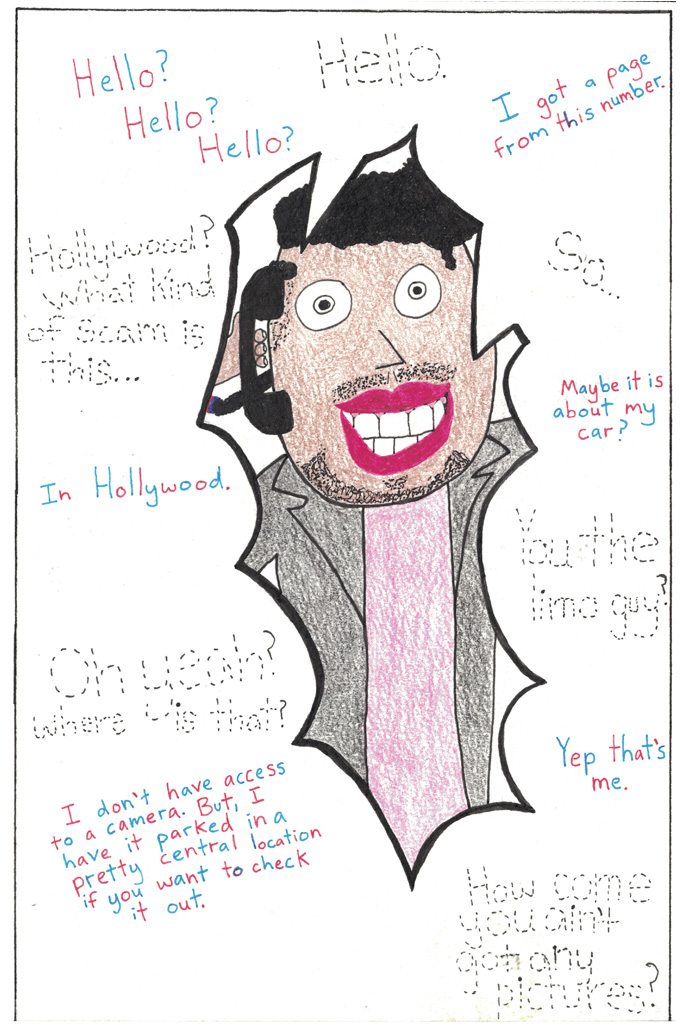 Hello?
Hello?
Hello?
Hello.
I got a page
from this number.
So..
Maybe it is
about my
car?
You the
limo guy?
Yep that's
me.
How come
you ain't
got any
pictures?
I don't have access
to a camera. But, I
have it parked in a
pretty central location
if you want to check
it out.
Oh yeah?
where is that?
In Hollywood.
Hollywood?
What kind
of scam is
this...